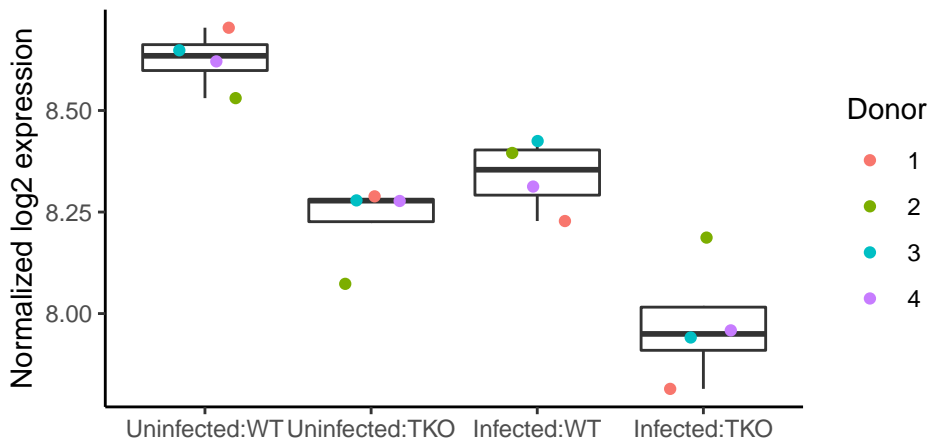 Normalized log2 expression
8.50
8.25
8.00
Uninfected:WT
Uninfected:TKO
Infected:WT
Infected:TKO
Donor
1
2
3
4